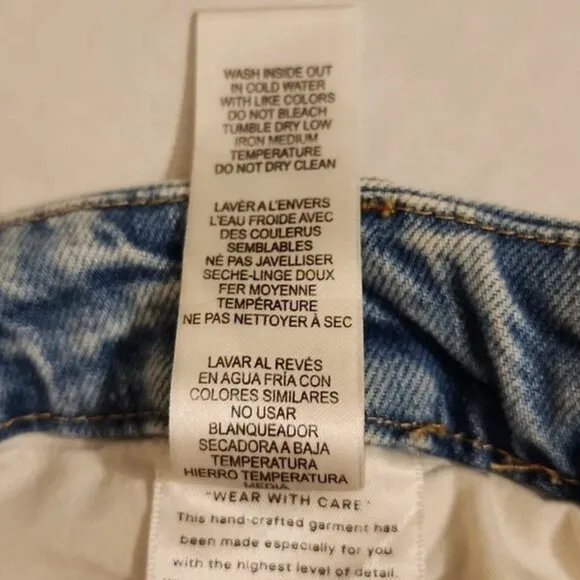 WASH INSIDE OUT
IN COLD WATER
WITH LIKE COLORS
DO NOT BLEACH
TUMBLE DRY LOW
IRON MEDIUM
TEMPERATURE
DO NOT DRY CLEAN
LAVÉR A L'ENVERS
L'EAU FROIDE AVEC
DES COULERUS
SEMBLABLES
NÉ PAS JAVELLISER
SECHE-LINGE DOUX
FER MOYENNE
TEMPÉRATURE
NE PAS NETTOYER À SEC
LAVAR AL REVÉS
EN AGUA FRÍA CON
COLORES SIMILARES
NO USAR
BLANQUEADOR
SECADORA A BAJA
TEMPERATURA
HIERRO TEMPERATURA
MEDIA
"WEAR WITH CARE"
This hand-crafted garment has
been made especially for you
with the highest level of detail.